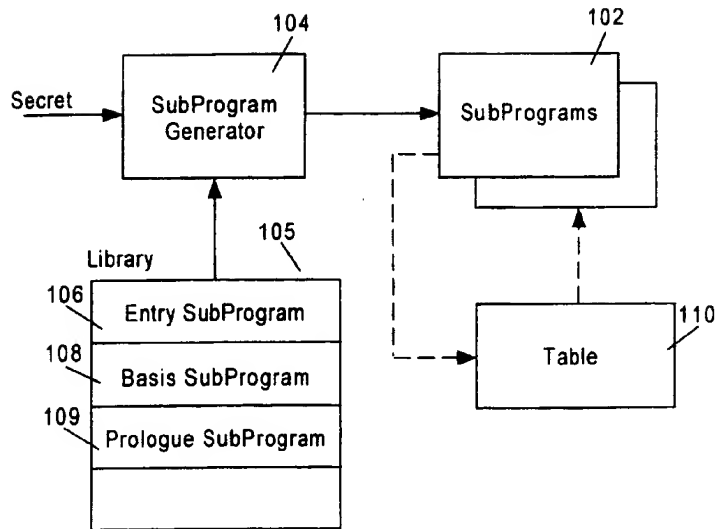 104
102
Secret
SubProgram
Generator
SubPrograms
105
Library
106
Entry SubProgram
110
108
Basis SubProgram
Table
109
Prologue SubProgram